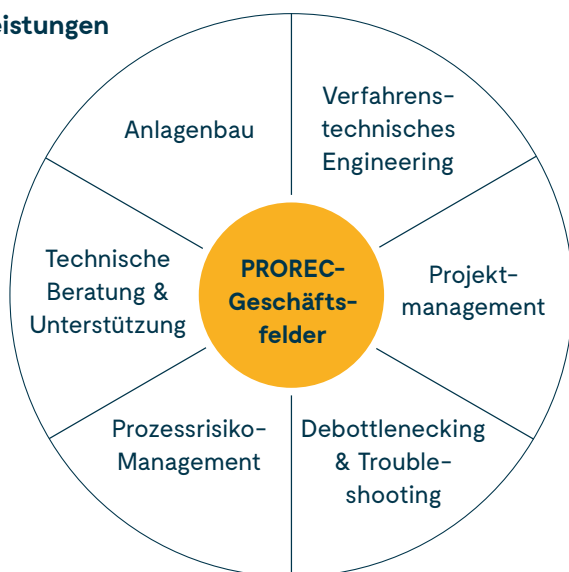 eistungen
Anlagenbau
Verfahrens-
technisches
Engineering
Technische
Beratung &
Unterstützung
PROREC-
Geschäfts-
felder
Projekt-
management
Prozessrisiko-
Management
Debottlenecking
& Trouble-
shooting